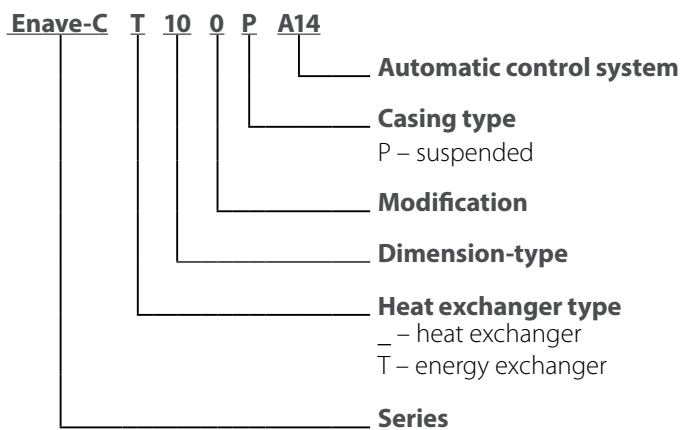 Enave-C T 10 0 P A14
Automatic control system
Casing type
P – suspended
Modification
Dimension-type
Heat exchanger type
_ – heat exchanger
T – energy exchanger
Series